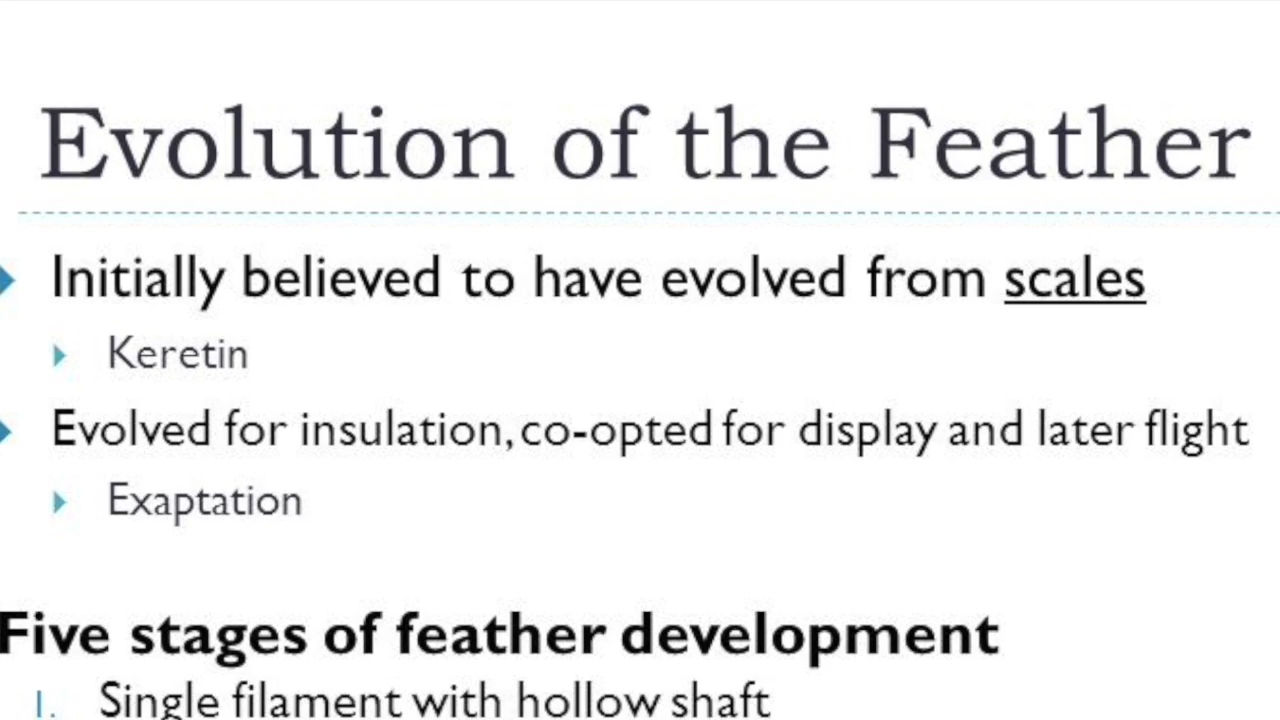 Evolution of the Feather
Initially believed to have evolved from scales
Keretin
Evolved for insulation, co-opted for display and later flight
Exaptation
Five stages of feather development
1. Single filament with hollow shaft